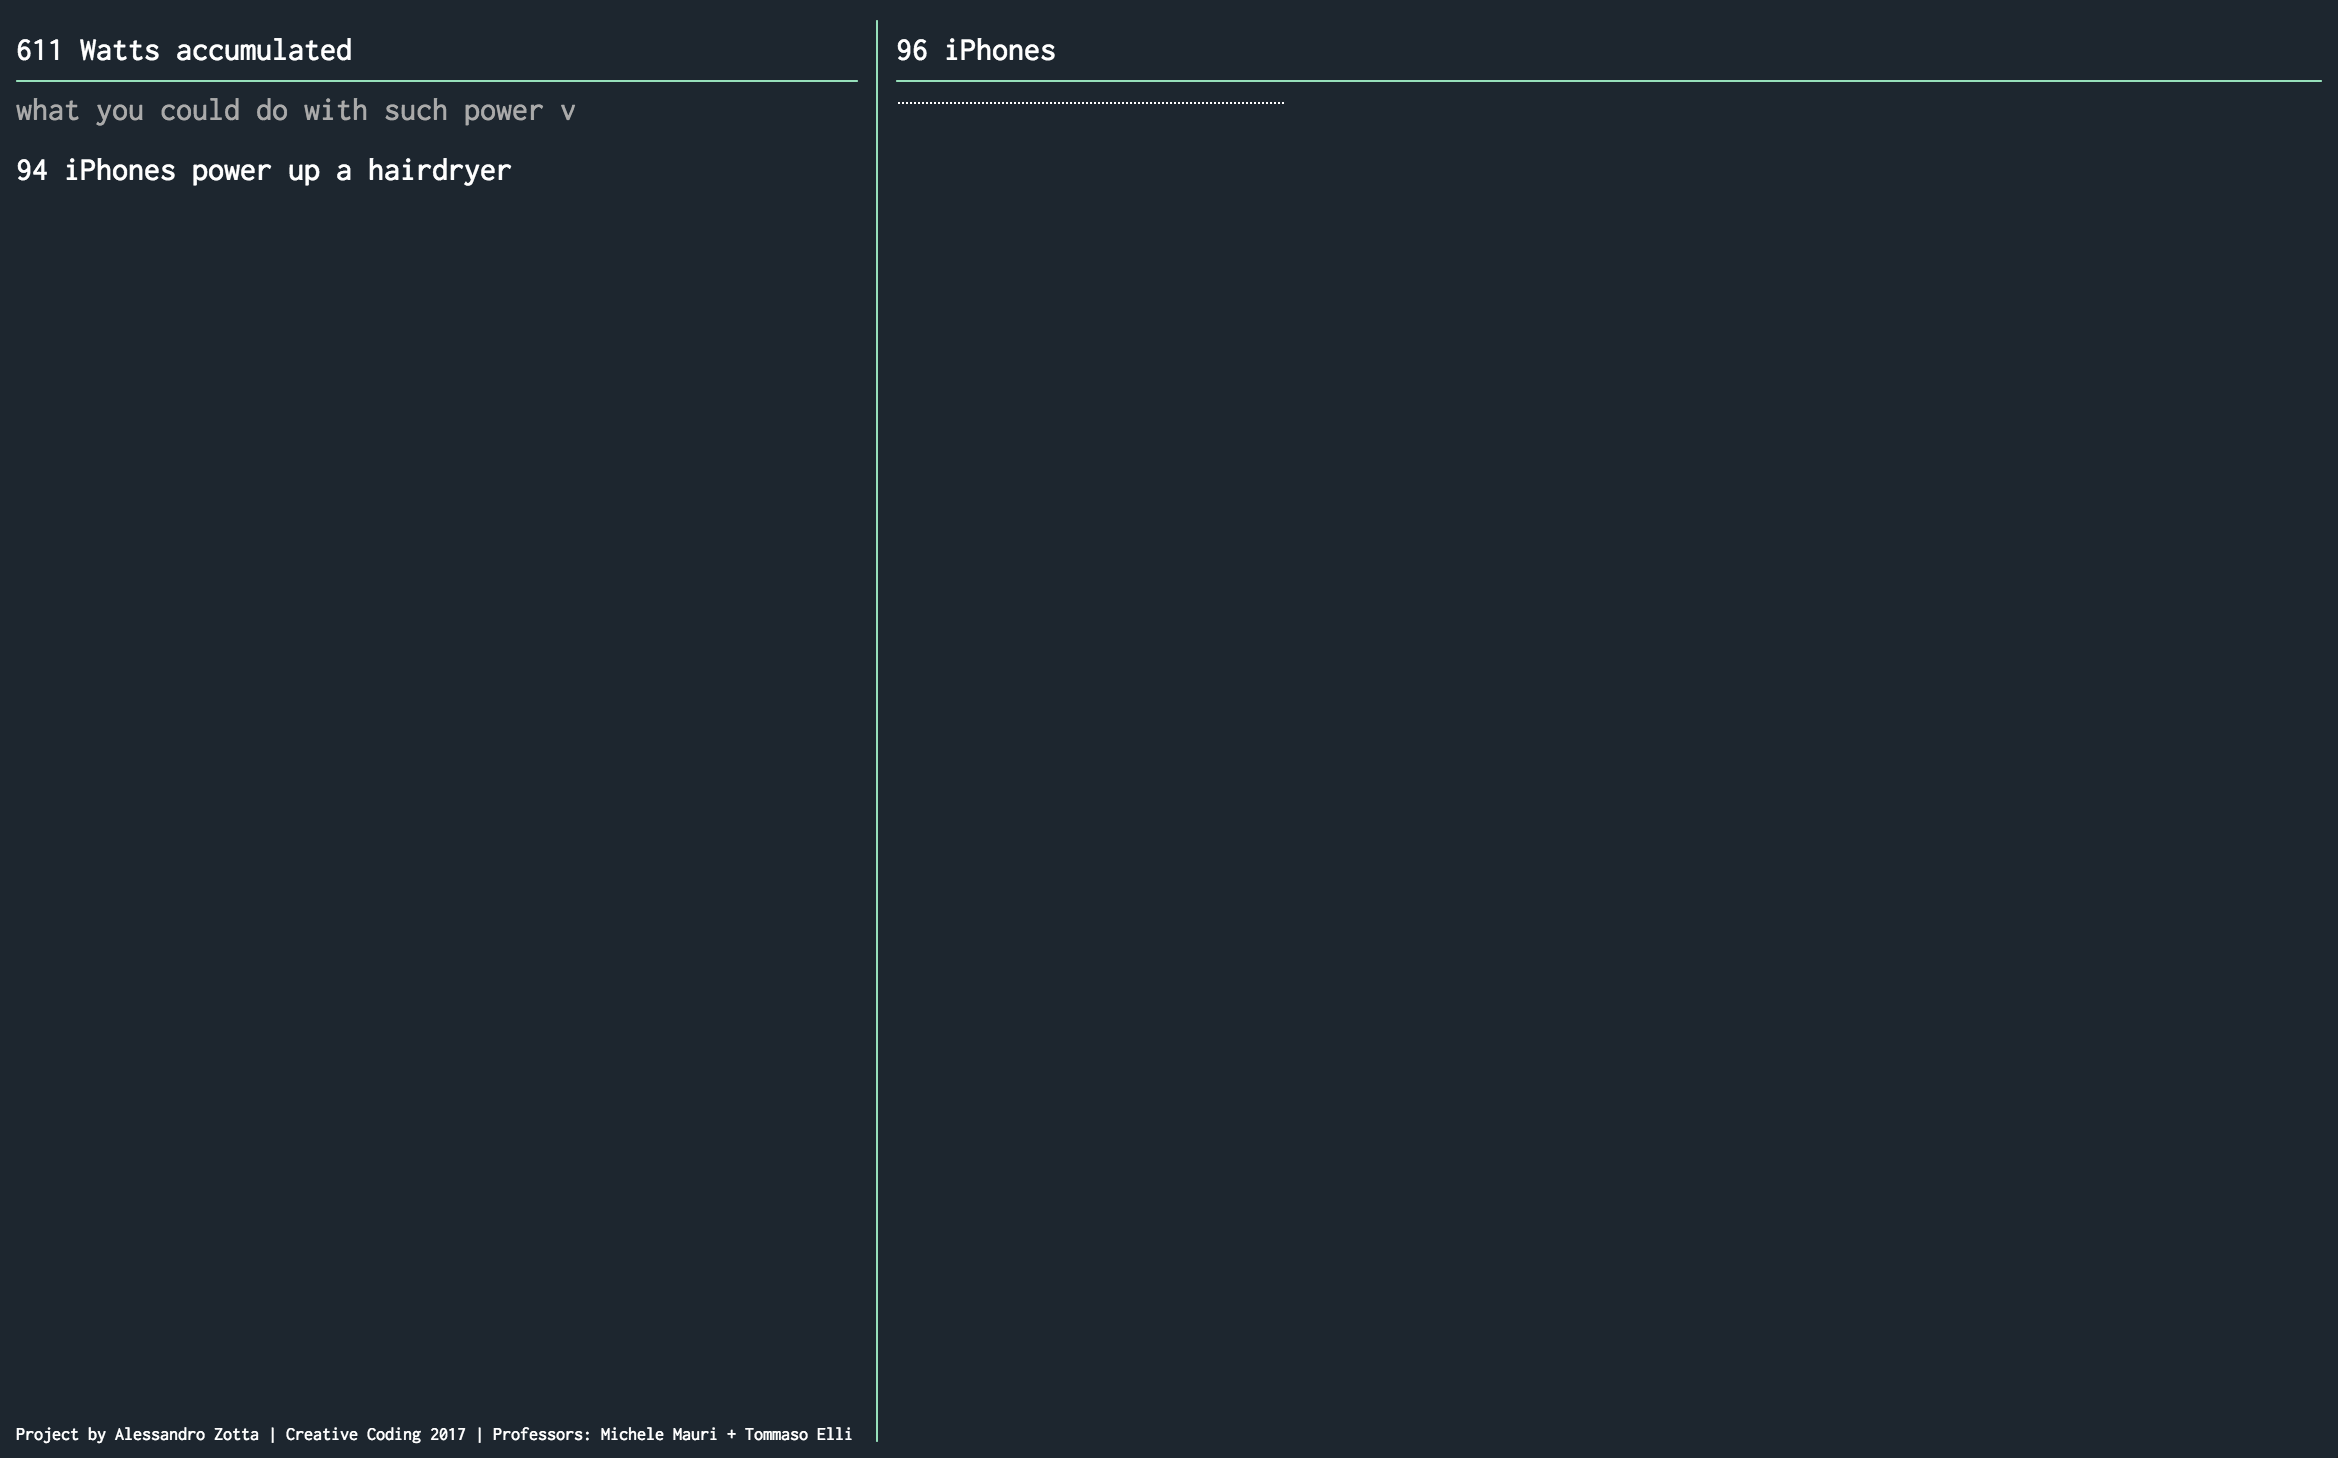 611 Watts accumulated
what you could do with such power v
94 iPhones power up a hairdryer
96 iPhones
Project by Alessandro Zotta | Creative Coding 2017 | Professors: Michele Mauri + Tommaso Elli